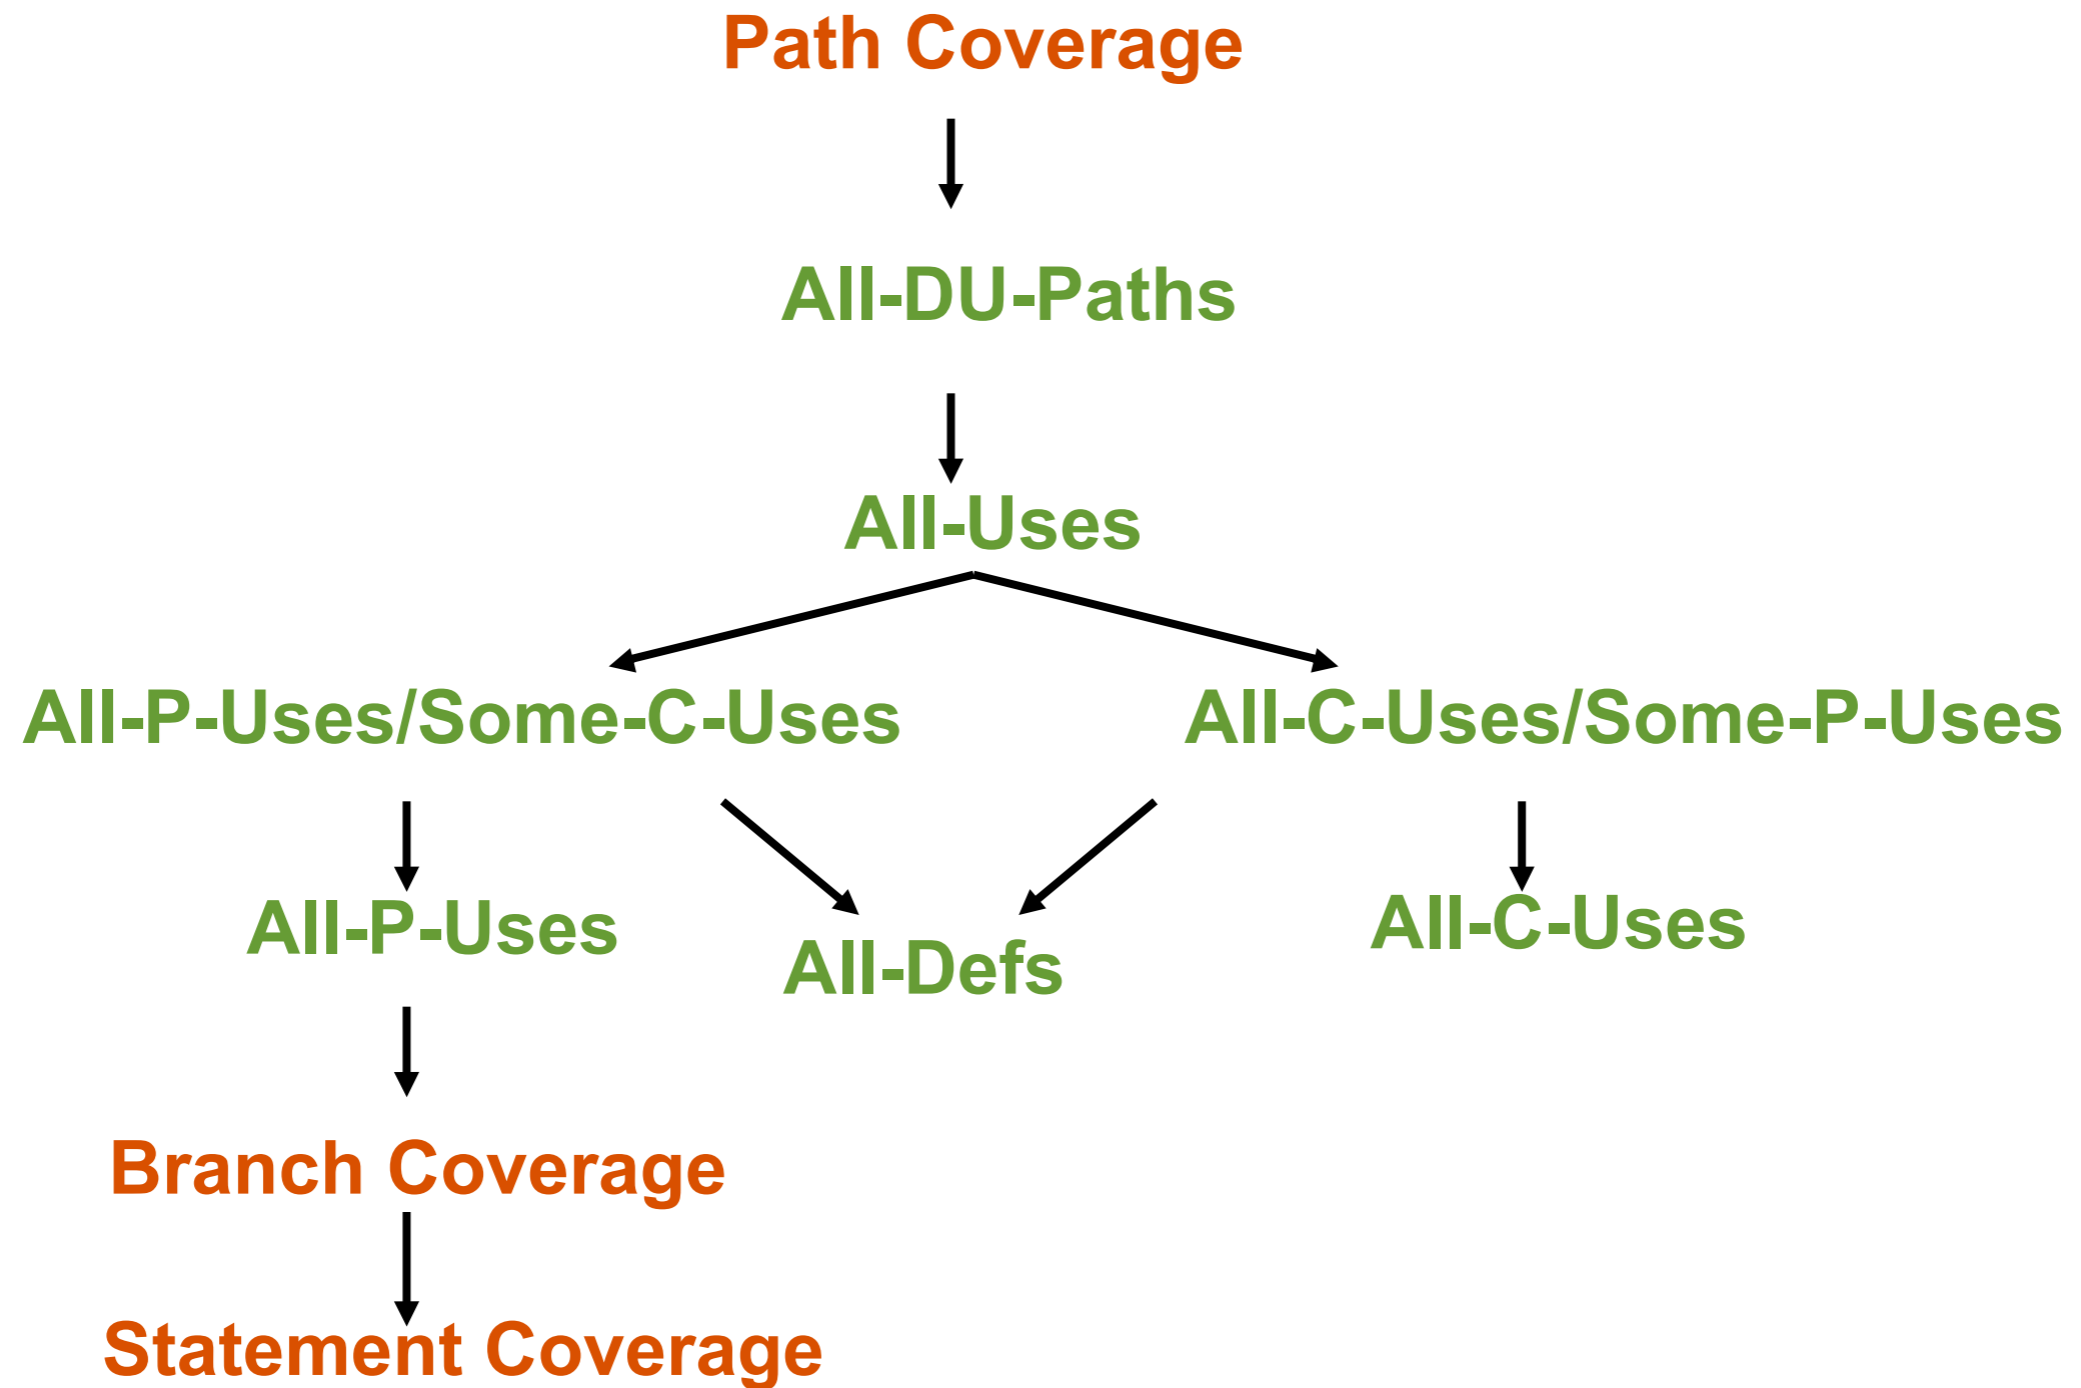 Path Coverage
All-DU-Paths
All-Uses
All-P-Uses/Some-C-Uses
All-C-Uses/Some-P-Uses
All-P-Uses
All-Defs
All-C-Uses
Branch Coverage
Statement Coverage